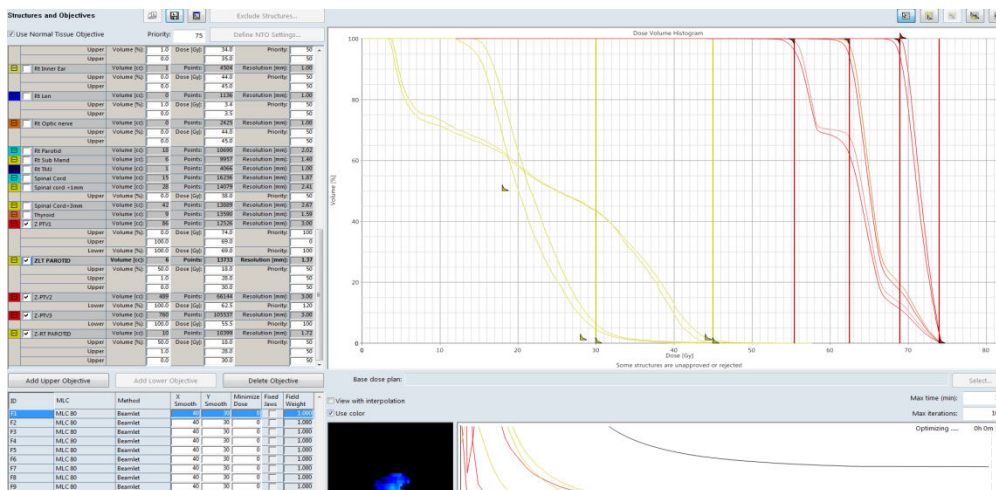 Structures and Objectives
Exclude Structures...
Use Normal Tissue Objective Priority: 75 Define NTO Settings...
Upper Volume [%]: 1.0 Dose [Gy]: 34.0 Priority: 50
Upper 0.0 35.0 50
Rt Inner Ear Volume [cc]: 1 Points: 4504 Resolution [mm]: 1.00
Upper Volume [%]: 1.0 Dose [Gy]: 44.0 Priority: 50
Upper 0.0 45.0 50
Rt Len Volume [cc]: 0 Points: 1136 Resolution [mm]: 1.00
Upper Volume [%]: 1.0 Dose [Gy]: 3.4 Priority: 50
Upper 0.0 3.5 50
Rt Optic nerve Volume [cc]: 0 Points: 2625 Resolution [mm]: 1.00
Upper Volume [%]: 0.0 Dose [Gy]: 44.0 Priority: 50
Upper 0.0 45.0 50
Rt Parotid Volume [cc]: 18 Points: 10690 Resolution [mm]: 2.02
Rt Sub Mand Volume [cc]: 6 Points: 9957 Resolution [mm]: 1.40
Rt TMJ Volume [cc]: 1 Points: 4066 Resolution [mm]: 1.00
Spinal Cord Volume [cc]: 15 Points: 16236 Resolution [mm]: 1.87
Spinal cord +1mm Volume [cc]: 28 Points: 14079 Resolution [mm]: 2.41
Upper Volume [%]: 0.0 Dose [Gy]: 38.0 Priority: 50
Spinal Cord+3mm Volume [cc]: 42 Points: 13889 Resolution [mm]: 2.67
Thyroid Volume [cc]: 9 Points: 13590 Resolution [mm]: 1.59
Z PTV1 Volume [cc]: 86 Points: 12526 Resolution [mm]: 3.00
Upper Volume [%]: 0.0 Dose [Gy]: 74.0 Priority: 100
Upper 100.0 69.0 0
Lower 100.0 Dose [Gy]: 69.0 Priority: 100
ZLT PAROTID Volume [cc]: 6 Points: 13733 Resolution [mm]: 1.37
Upper Volume [%]: 50.0 Dose [Gy]: 18.0 Priority: 50
Upper 1.0 28.0 50
Upper 0.0 30.0 50
Z-PTV2 Volume [cc]: 489 Points: 66144 Resolution [mm]: 3.00
Lower Volume [%]: 100.0 Dose [Gy]: 62.5 Priority: 120
Z-PTV3 Volume [cc]: 780 Points: 105537 Resolution [mm]: 3.00
Lower Volume [%]: 100.0 Dose [Gy]: 55.5 Priority: 100
Z-RT PAROTID Volume [cc]: 10 Points: 10399 Resolution [mm]: 1.72
Upper Volume [%]: 50.0 Dose [Gy]: 18.0 Priority: 50
Upper 1.0 28.0 50
Upper 0.0 30.0 50
Add Upper Objective Add Lower Objective Delete Objective
ID MLC Method X Smooth Y Smooth Minimize Dose Fixed Jaws Field Weight
F1 MLC 80 Beamlet 40 30 0 1.000
F2 MLC 80 Beamlet 40 30 0 1.000
F3 MLC 80 Beamlet 40 30 0 1.000
F4 MLC 80 Beamlet 40 30 0 1.000
F5 MLC 80 Beamlet 40 30 0 1.000
F6 MLC 80 Beamlet 40 30 0 1.000
F7 MLC 80 Beamlet 40 30 0 1.000
F8 MLC 80 Beamlet 40 30 0 1.000
F9 MLC 80 Beamlet 40 30 0 1.000
Dose Volume Histogram
100
80
60
40
20
0
Volume [%]
0 10 20 30 40 50 60 70 80
Dose [Gy]
Some structures are unapproved or rejected
Base dose plan: Select...
View with interpolation
Use color
Max time (min):
Max iterations:
Optimizing .... 0h 0m